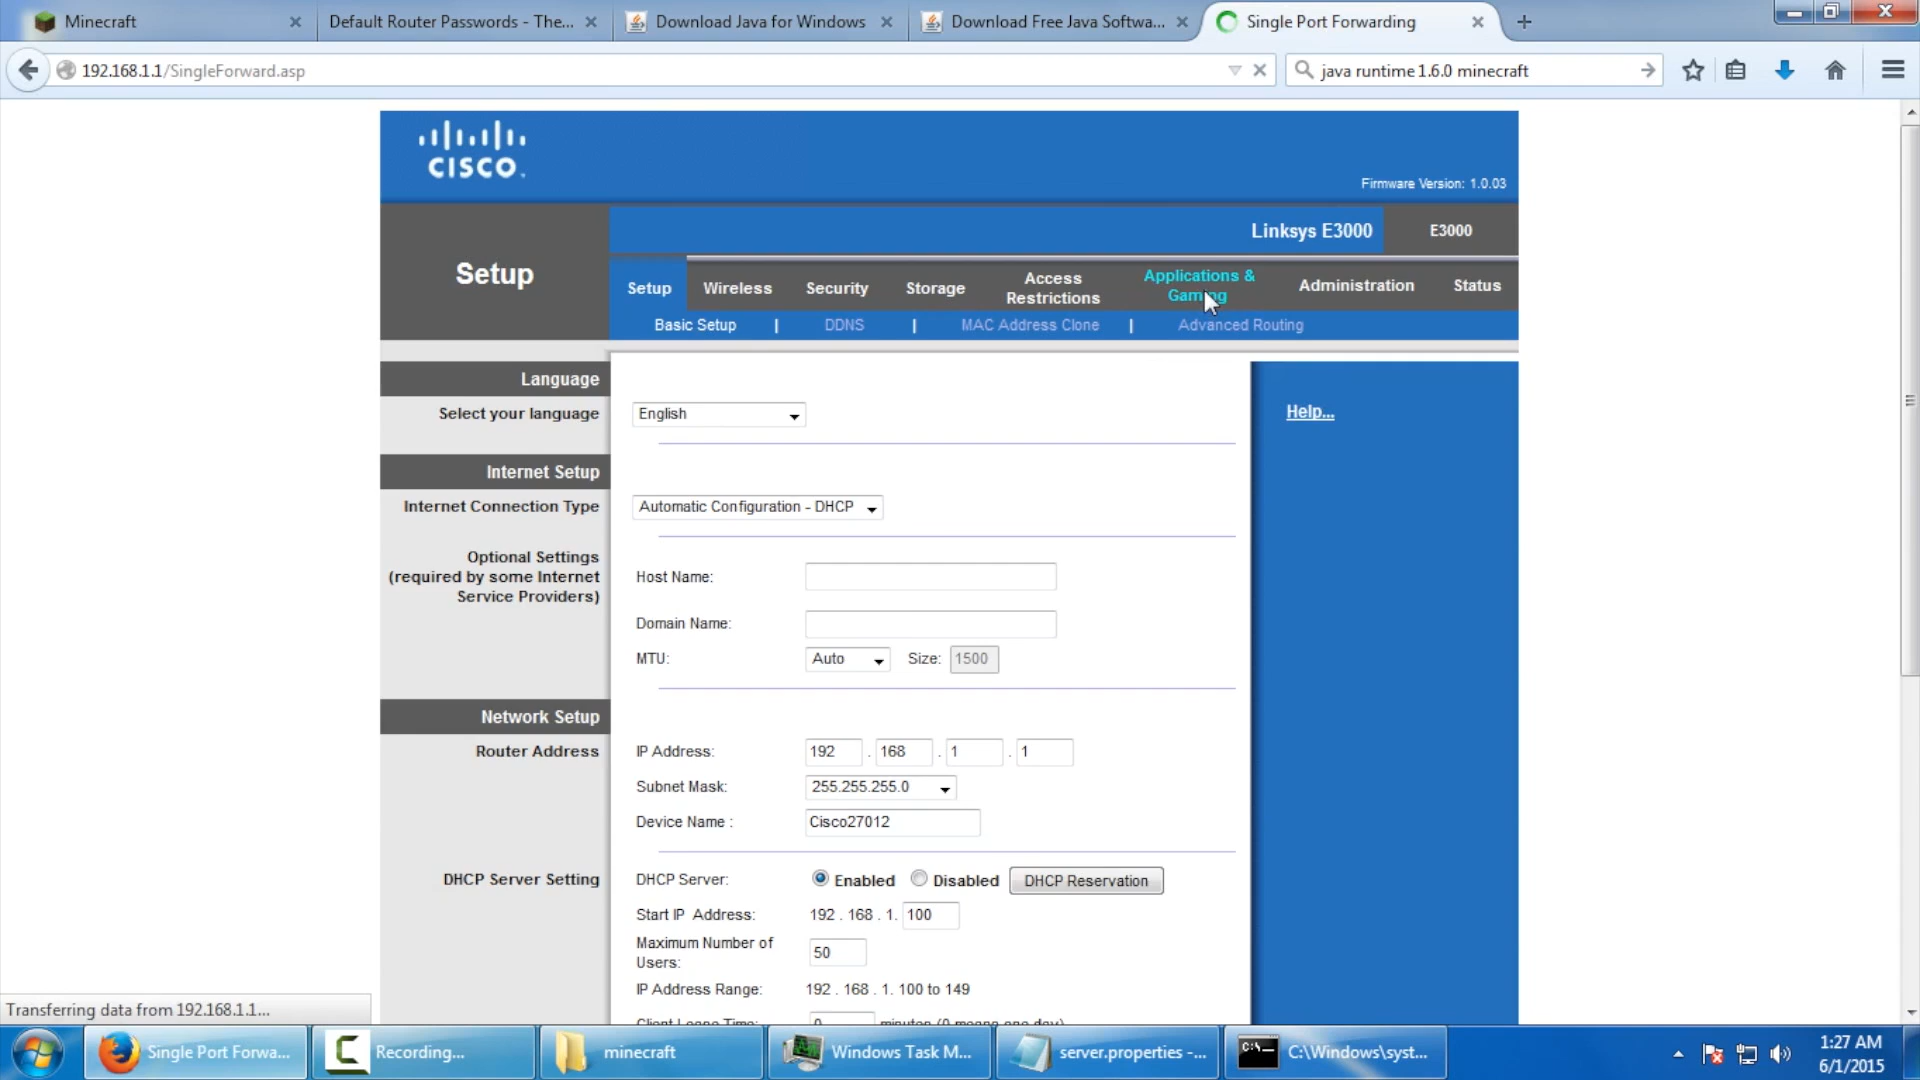 Minecraft
Default Router Passwords - The...
Download Java for Windows
Download Free Java Softwa...
Single Port Forwarding
192.168.1.1/SingleForward.asp
java runtime 1.6.0 minecraft
CISCO
Firmware Version: 1.0.03
Linksys E3000
E3000
Setup
Setup
Wireless
Security
Storage
Access
Restrictions
Applications &
Gaming
Administration
Status
Basic Setup | DDNS | MAC Address Clone | Advanced Routing
Language
Select your language
English
Help...
Internet Setup
Internet Connection Type
Automatic Configuration - DHCP
Optional Settings
(required by some Internet
Service Providers)
Host Name:
Domain Name:
MTU:
Auto
Size:
1500
Network Setup
Router Address
IP Address:
192 . 168 . 1 . 1
Subnet Mask:
255.255.255.0
Device Name :
Cisco27012
DHCP Server Setting
DHCP Server:
Enabled
Disabled
DHCP Reservation
Start IP Address:
192 . 168 . 1. 100
Maximum Number of
Users:
50
IP Address Range:
192 . 168 . 1. 100 to 149
Client Lease Time:
0 minutes (0 means one day)
Transferring data from 192.168.1.1...
Single Port Forwa...
Recording...
minecraft
Windows Task M...
server.properties -...
C:\Windows\syst...
1:27 AM
6/1/2015